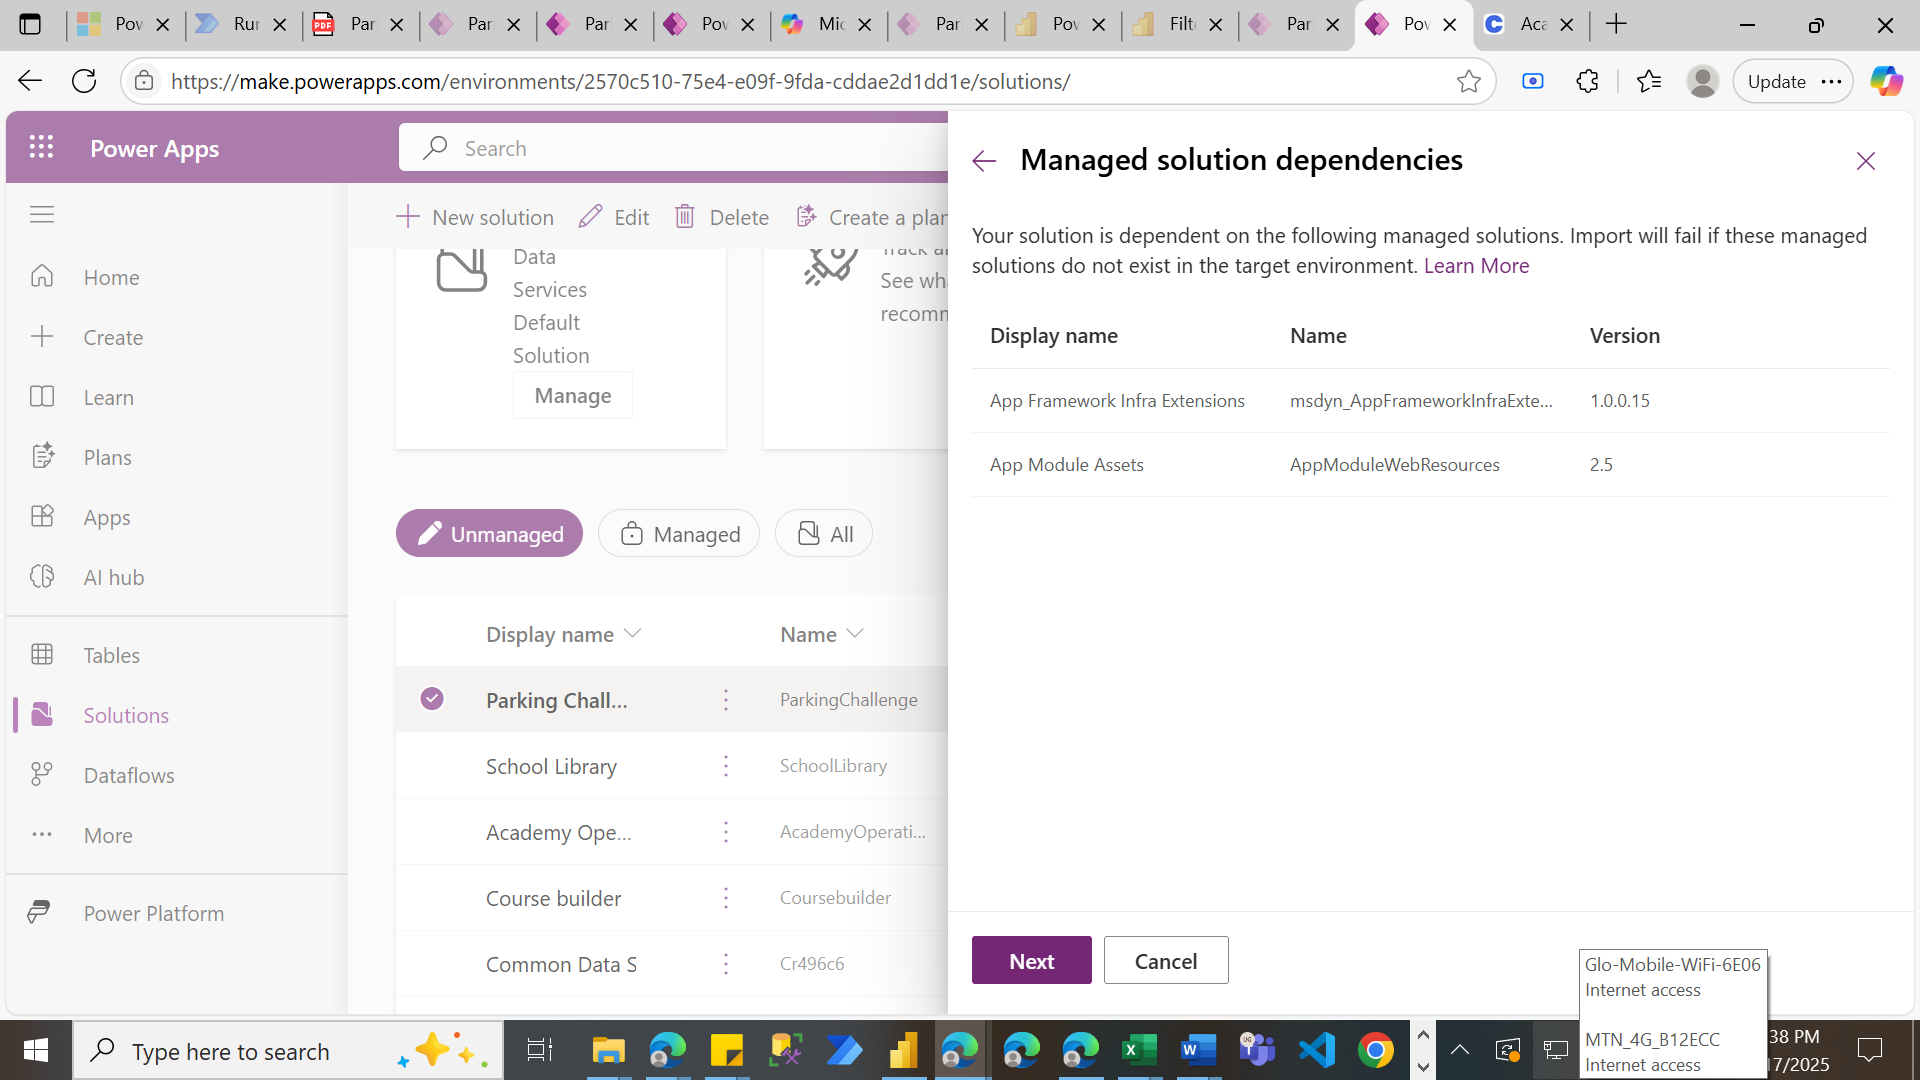 Pow
Rur
Par
Par
Par
Pov
Mic
Par
Pov
Filt
Par
Pov
Aca
https://make.powerapps.com/environments/2570c510-75e4-e09f-9fda-cddae2d1dd1e/solutions/
Update
Power Apps
Search
Managed solution dependencies
New solution
Edit
Delete
Create a plan
Home
Create
Learn
Plans
Apps
AI hub
Tables
Solutions
Dataflows
More
Power Platform
Data
Services
Default
Solution
Manage
See wha
recomm
Unmanaged
Managed
All
Display name
Name
Parking Chall...
ParkingChallenge
School Library
SchoolLibrary
Academy Ope...
AcademyOperati...
Course builder
Coursebuilder
Common Data S
Cr496c6
Your solution is dependent on the following managed solutions. Import will fail if these managed
solutions do not exist in the target environment. Learn More
Display name
Name
Version
App Framework Infra Extensions
msdyn_AppFrameworkInfraExte...
1.0.0.15
App Module Assets
AppModuleWebResources
2.5
Next
Cancel
Glo-Mobile-WiFi-6E06
Internet access
MTN_4G_B12ECC
Internet access
Type here to search
38 PM
17/2025